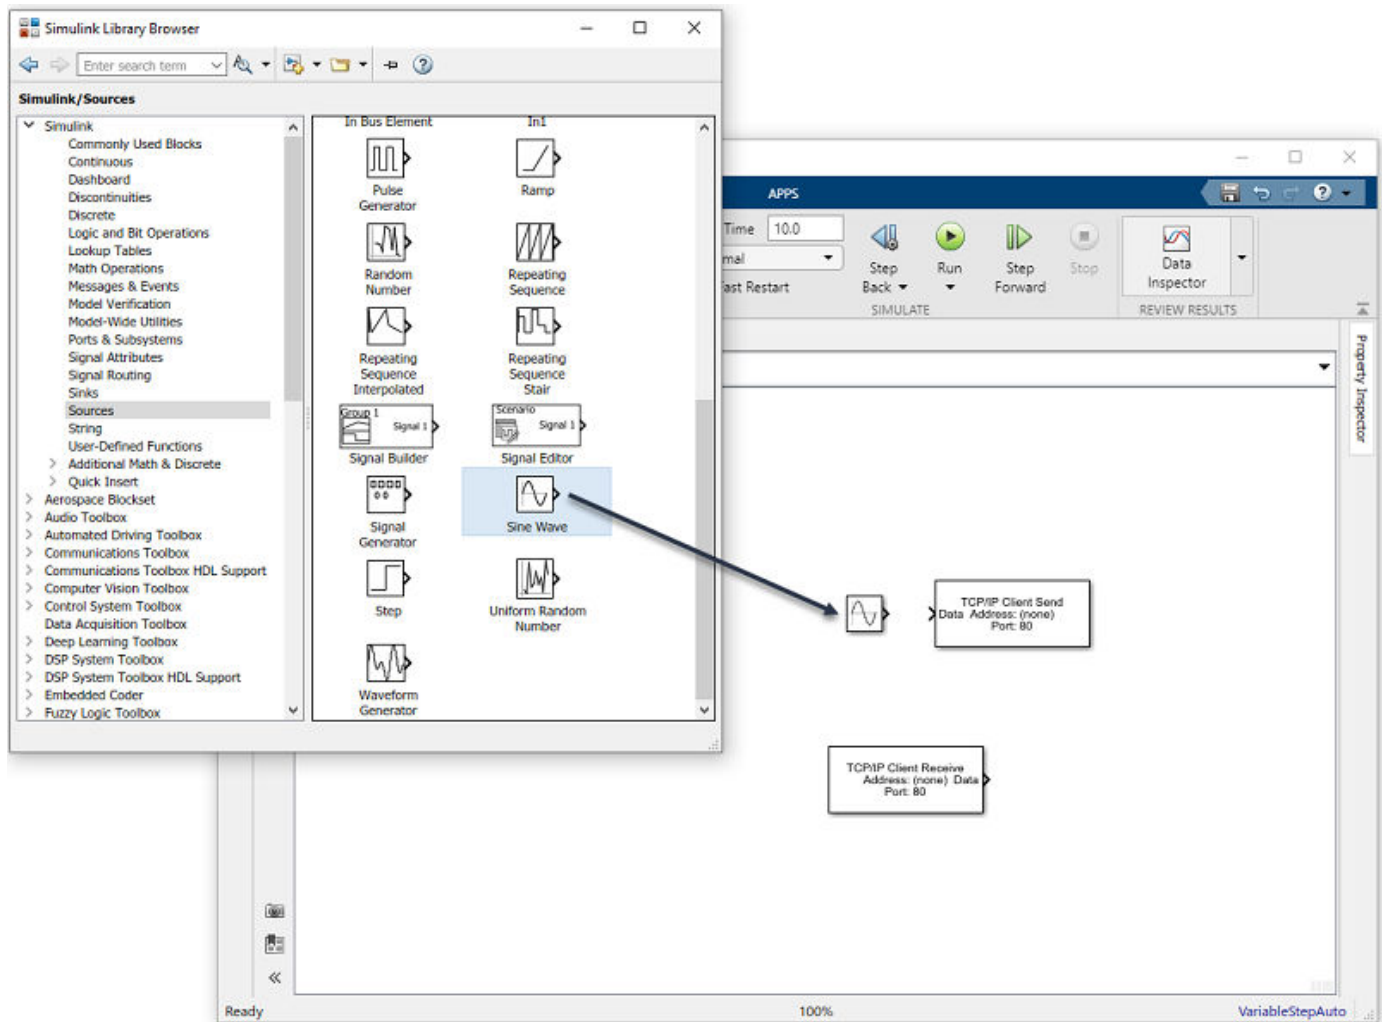 Simulink Library Browser
Enter search term
Simulink/Sources
Simulink
Commonly Used Blocks
Continuous
Dashboard
Discontinuities
Discrete
Logic and Bit Operations
Lookup Tables
Math Operations
Messages & Events
Model Verification
Model-Wide Utilities
Ports & Subsystems
Signal Attributes
Signal Routing
Sinks
Sources
String
User-Defined Functions
Additional Math & Discrete
Quick Insert
Aerospace Blockset
Audio Toolbox
Automated Driving Toolbox
Communications Toolbox
Communications Toolbox HDL Support
Computer Vision Toolbox
Control System Toolbox
Data Acquisition Toolbox
Deep Learning Toolbox
DSP System Toolbox
DSP System Toolbox HDL Support
Embedded Coder
Fuzzy Logic Toolbox
In Bus Element
In1
Pulse
Generator
Ramp
Random
Number
Repeating
Sequence
Repeating
Sequence
Interpolated
Repeating
Sequence
Stair
Group 1
Signal 1
Signal Builder
Scenario
Signal 1
Signal Editor
Signal
Generator
Sine Wave
Step
Uniform Random
Number
Waveform
Generator
APPS
Time 10.0
mal
Fast Restart
Step
Back
Run
Step
Forward
Stop
SIMULATE
Data
Inspector
REVIEW RESULTS
Property Inspector
TCP/IP Client Send
Data Address: (none)
Port: 80
TCP/IP Client Receive
Address: (none) Data
Port: 80
Ready
100%
VariableStepAuto